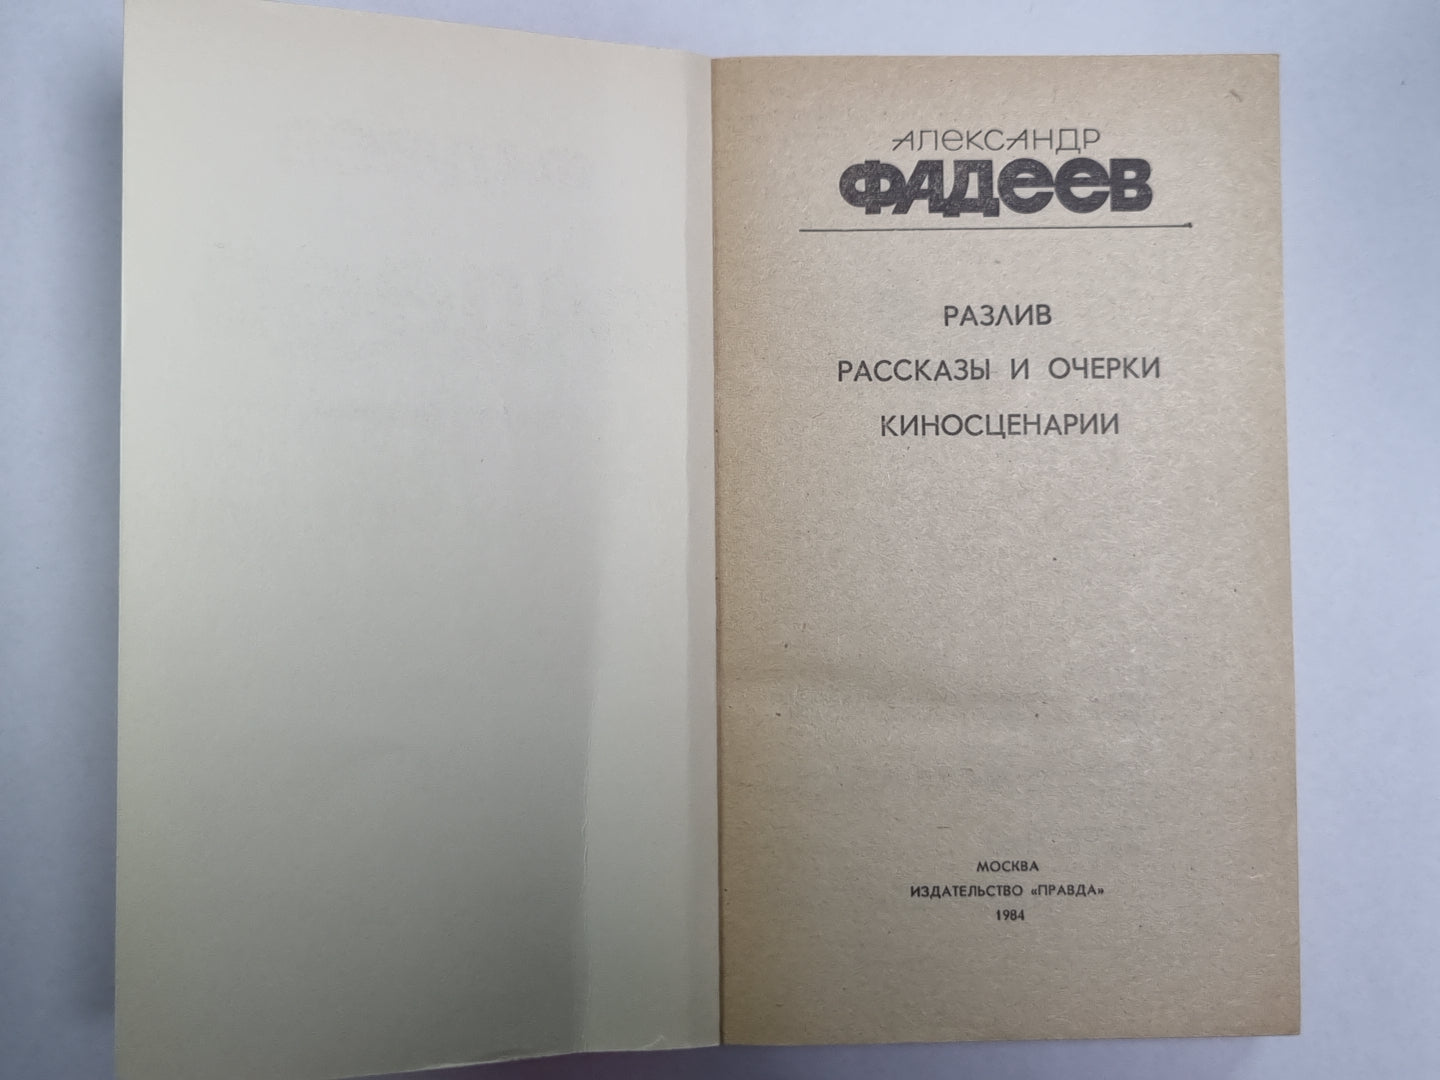 Александр
Фадеев
РАЗЛИВ
РАССКАЗЫ И ОЧЕРКИ
КИНОСЦЕНАРИИ
МОСКВА
ИЗДАТЕЛЬСТВО «ПРАВДА»
1984